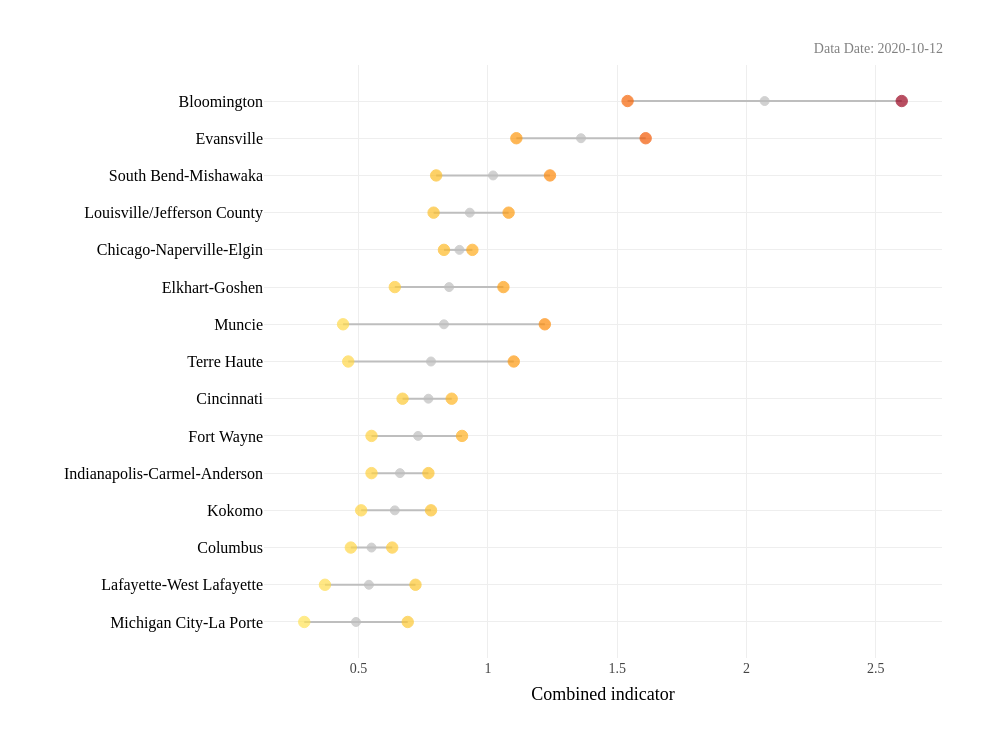 Data Date: 2020-10-12
Bloomington
Evansville
South Bend-Mishawaka
Louisville/Jefferson County
Chicago-Naperville-Elgin
Elkhart-Goshen
Muncie
Terre Haute
Cincinnati
Fort Wayne
Indianapolis-Carmel-Anderson
Kokomo
Columbus
Lafayette-West Lafayette
Michigan City-La Porte
0.5 1 1.5 2 2.5
Combined indicator